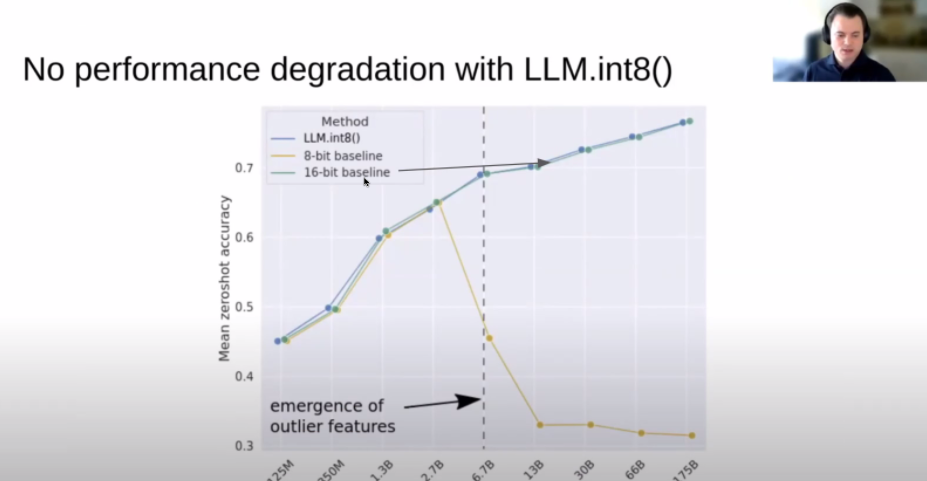 No performance degradation with LLM.int8()
Method
LLM.int8()
8-bit baseline
16-bit baseline
0.7
0.6
0.5
0.4
0.3
Mean zeroshot accuracy
emergence of
outlier features
125M
350M
1.3B
2.7B
6.7B
13B
30B
66B
175B